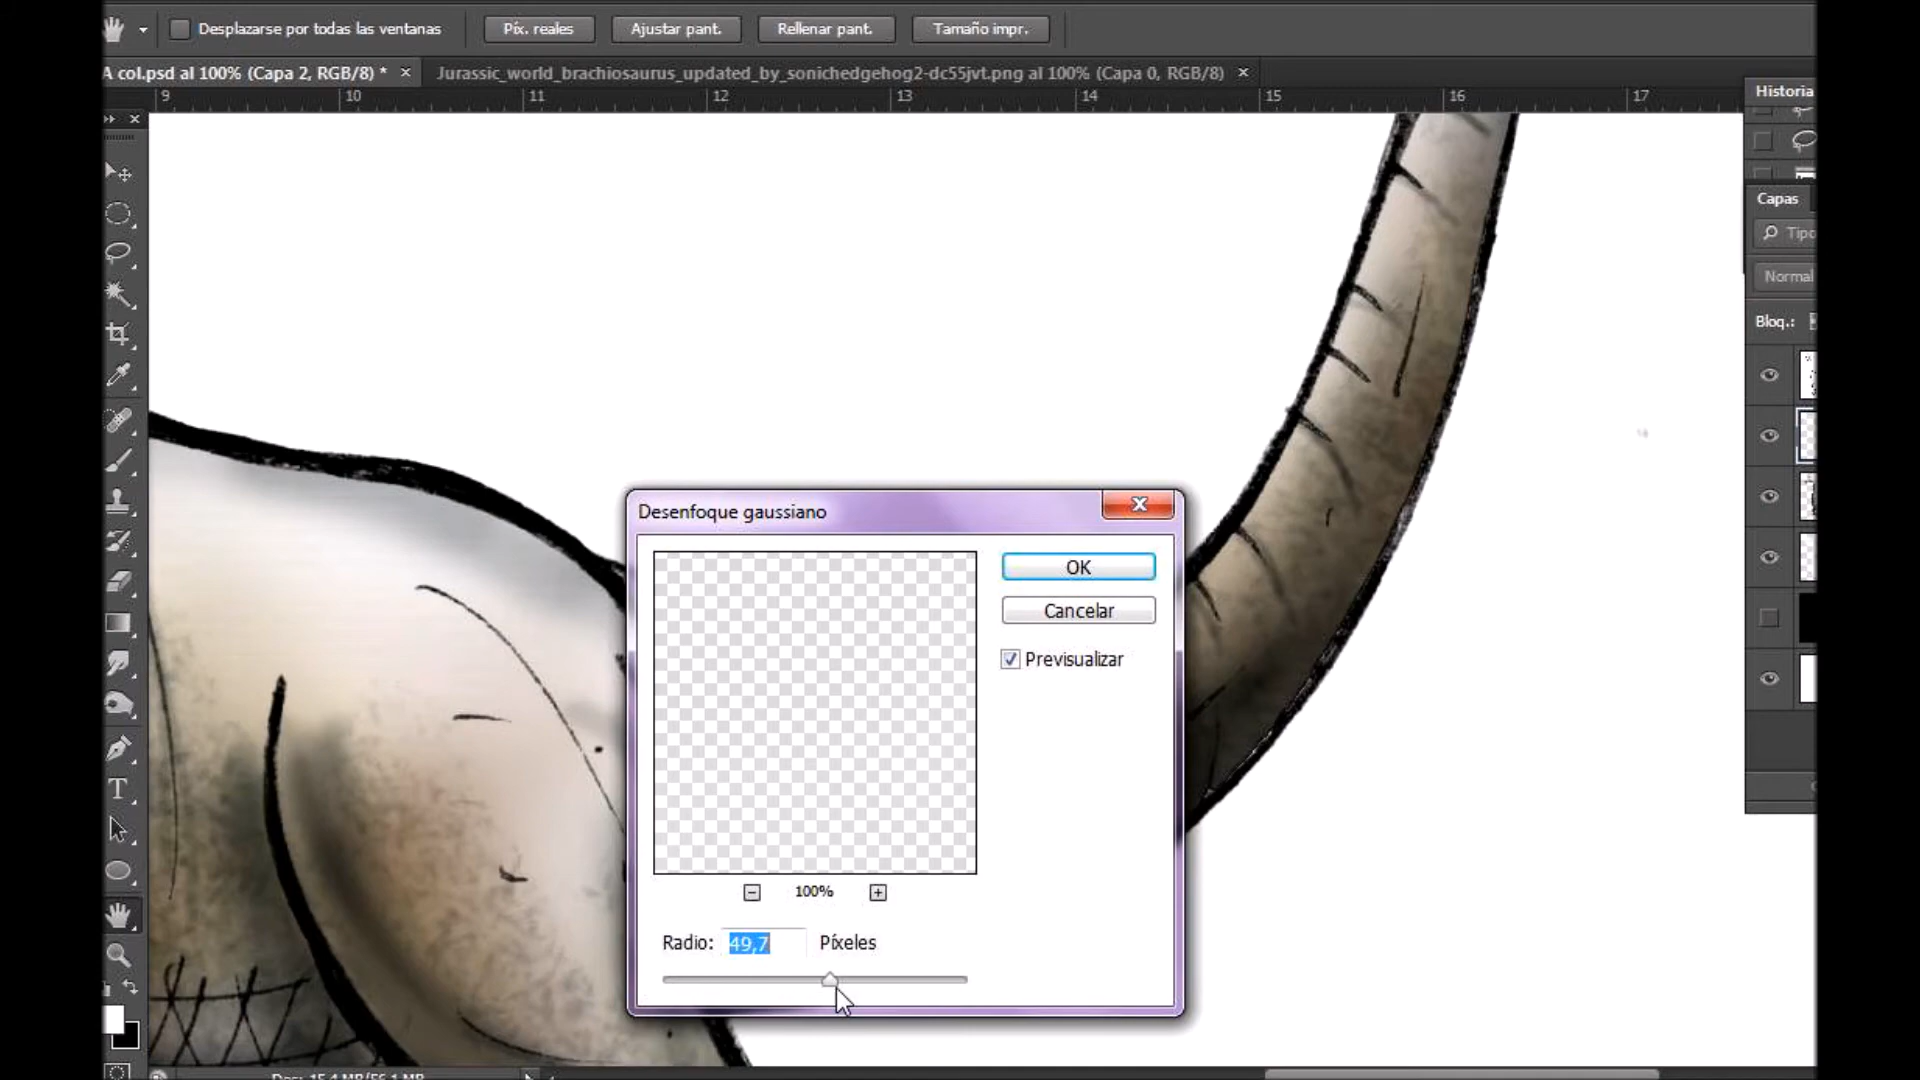 Desplazarse por todas las ventanas
Píx. reales
Ajustar pant.
Rellenar pant.
Tamaño impr.
A col.psd al 100% (Capa 2, RGB/8) *
Jurassic_world_brachiosaurus_updated_by_sonichedgehog2-dc55jvt.png al 100% (Capa 0, RGB/8)
9 10 11 12 13 14 15 16 17
Historia
Capas
Tipo
Normal
Bloq.:
Desenfoque gaussiano
OK
Cancelar
Previsualizar
100%
Radio: 49,7 Píxeles